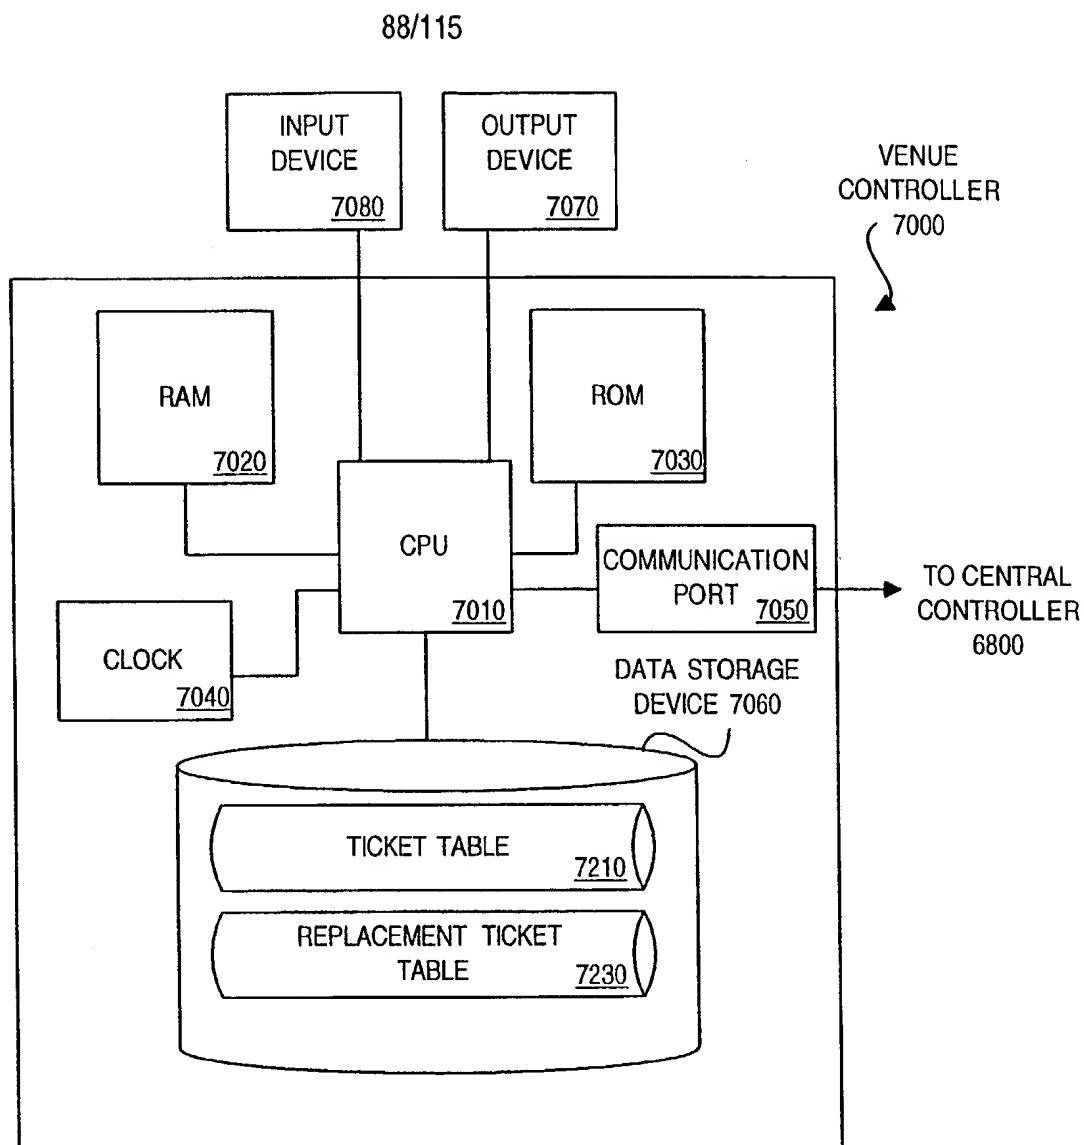 88/115
INPUT
DEVICE
7080
OUTPUT
DEVICE
7070
VENUE
CONTROLLER
7000
RAM
7020
ROM
7030
CPU
7010
COMMUNICATION
PORT
7050
TO CENTRAL
CONTROLLER
6800
CLOCK
7040
DATA STORAGE
DEVICE 7060
TICKET TABLE
7210
REPLACEMENT TICKET
TABLE
7230